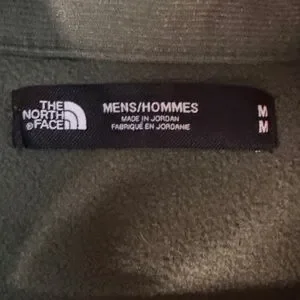 THE
NORTH
FACE
MENS/HOMMES
MADE IN JORDAN
FABRIQUÉ EN JORDANIE
M
M